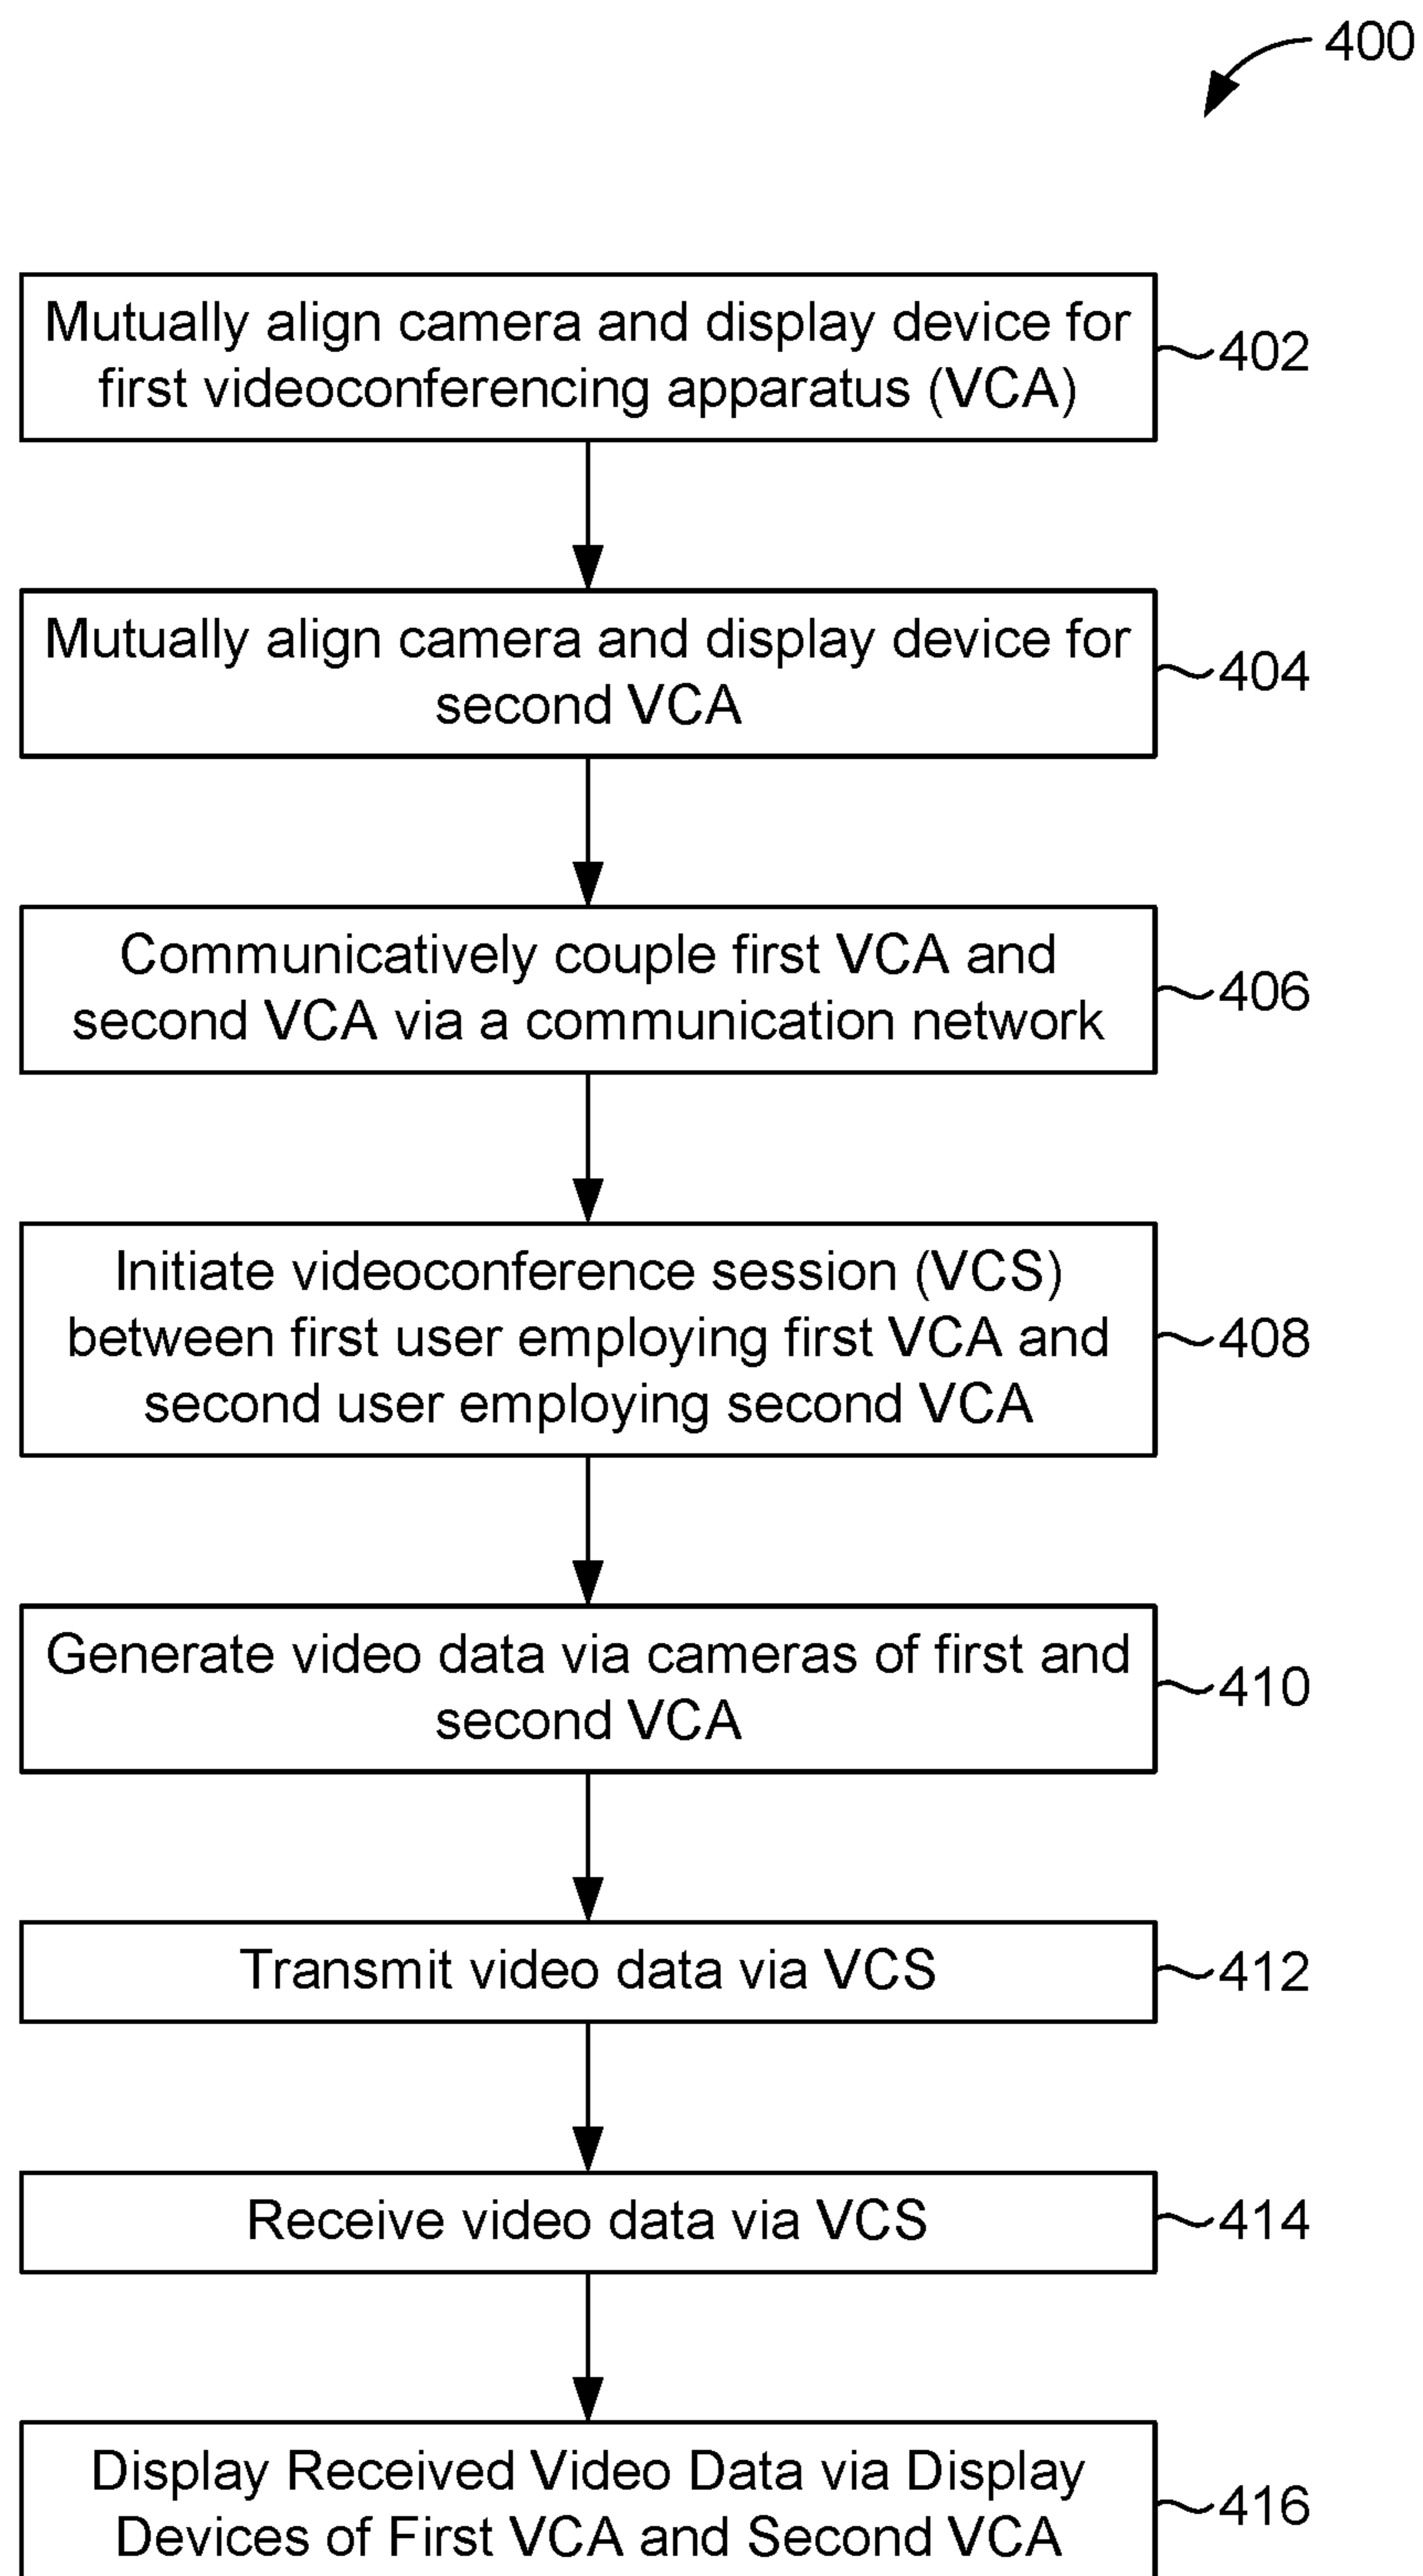 400
Mutually align camera and display device for
first videoconferencing apparatus (VCA)
402
Mutually align camera and display device for
second VCA
404
Communicatively couple first VCA and
second VCA via a communication network
406
Initiate videoconference session (VCS)
between first user employing first VCA and
second user employing second VCA
408
Generate video data via cameras of first and
second VCA
410
Transmit video data via VCS
412
Receive video data via VCS
414
Display Received Video Data via Display
Devices of First VCA and Second VCA
416